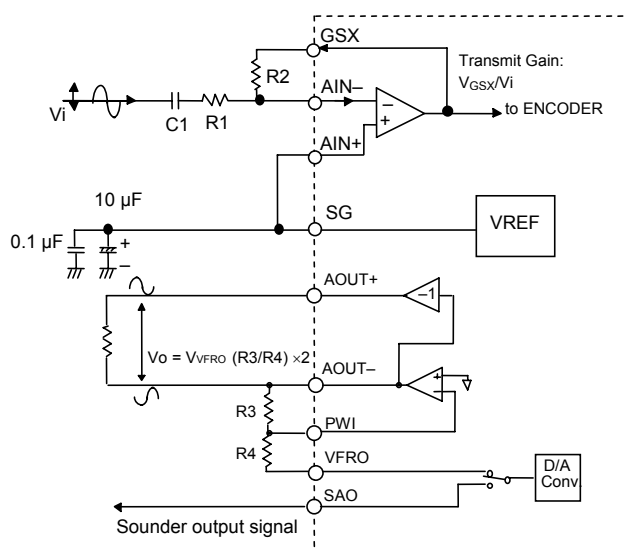 GSX
R2
Transmit Gain:
VGSX/Vi
AIN–
to ENCODER
Vi
C1
R1
–
+
AIN+
10 µF
SG
VREF
0.1 µF
+
–
AOUT+
–1
Vo = VVFRO (R3/R4) ×2
AOUT–
+
–
R3
PWI
R4
VFRO
D/A
Conv.
SAO
Sounder output signal